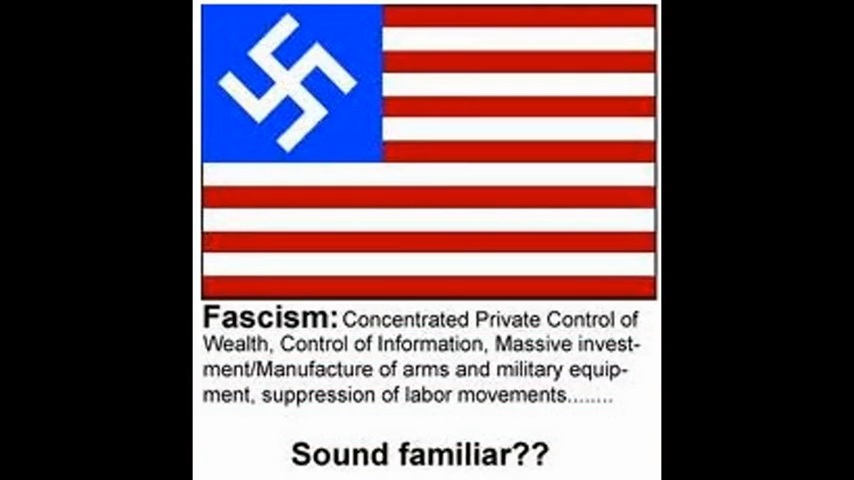 Fascism: Concentrated Private Control of
Wealth, Control of Information, Massive invest-
ment/Manufacture of arms and military equip-
ment, suppression of labor movements........
Sound familiar??